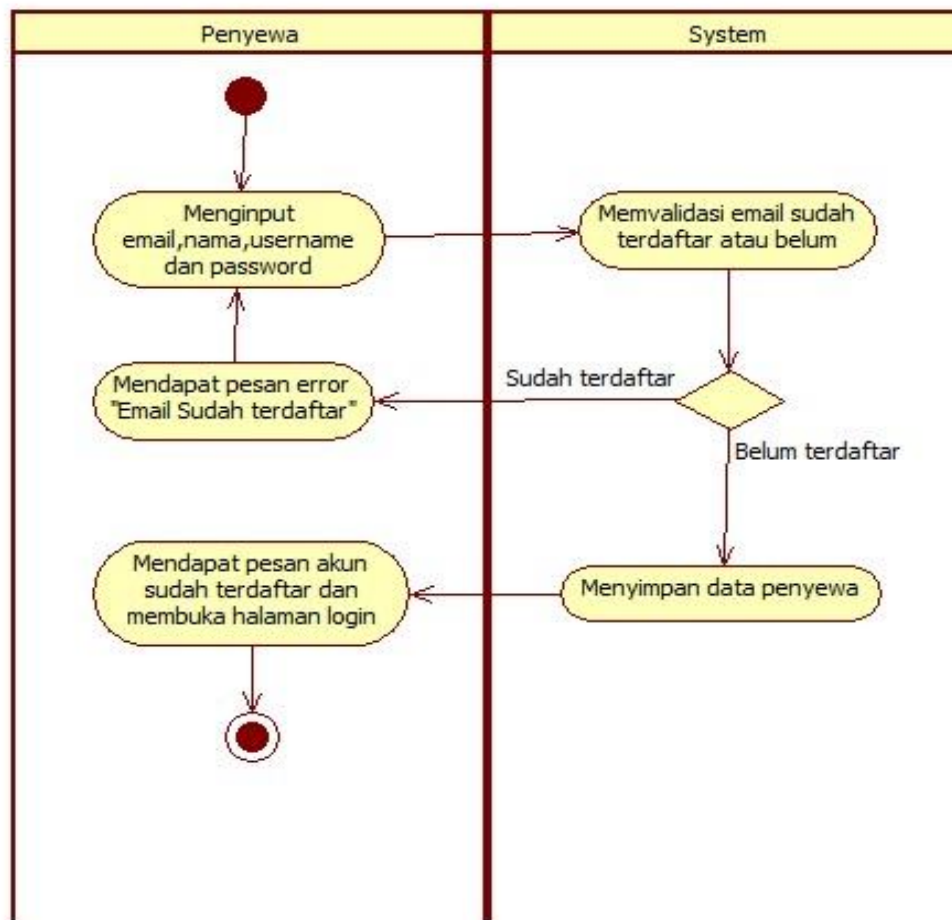 Penyewa
System
Menginput
email,nama,username
dan password
Memvalidasi email sudah
terdaftar atau belum
Sudah terdaftar
Mendapat pesan error
"Email Sudah terdaftar"
Belum terdaftar
Mendapat pesan akun
sudah terdaftar dan
membuka halaman login
Menyimpan data penyewa